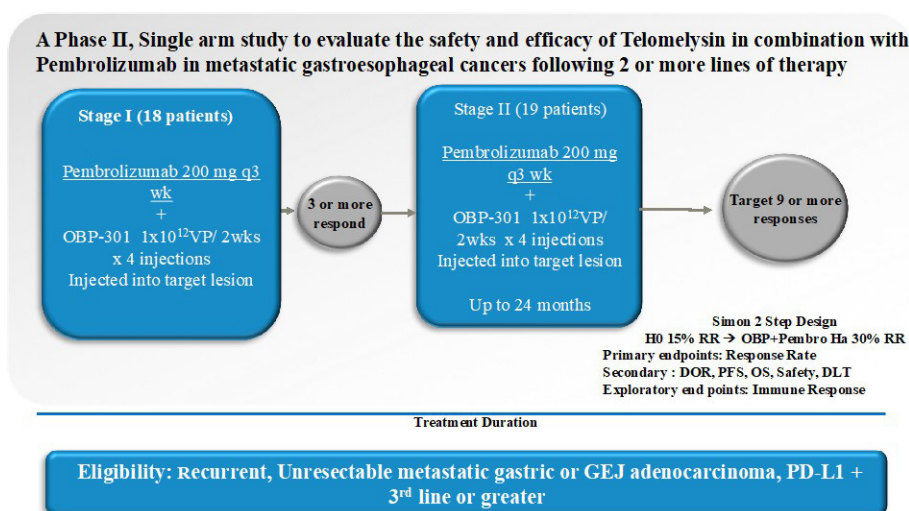 A Phase II, Single arm study to evaluate the safety and efficacy of Telomelysin in combination with
Pembrolizumab in metastatic gastroesophageal cancers following 2 or more lines of therapy
Stage I (18 patients)
Pembrolizumab 200 mg q3
wk
+
OBP-301 1x10¹²VP/ 2wks
x 4 injections
Injected into target lesion
3 or more
respond
Stage II (19 patients)
Pembrolizumab 200 mg
q3 wk
+
OBP-301 1x10¹²VP/
2wks x 4 injections
Injected into target lesion
Up to 24 months
Target 9 or more
responses
Simon 2 Step Design
H0 15% RR → OBP+Pembro Ha 30% RR
Primary endpoints: Response Rate
Secondary : DOR, PFS, OS, Safety, DLT
Exploratory end points: Immune Response
Treatment Duration
Eligibility: Recurrent, Unresectable metastatic gastric or GEJ adenocarcinoma, PD-L1 +
3rd line or greater